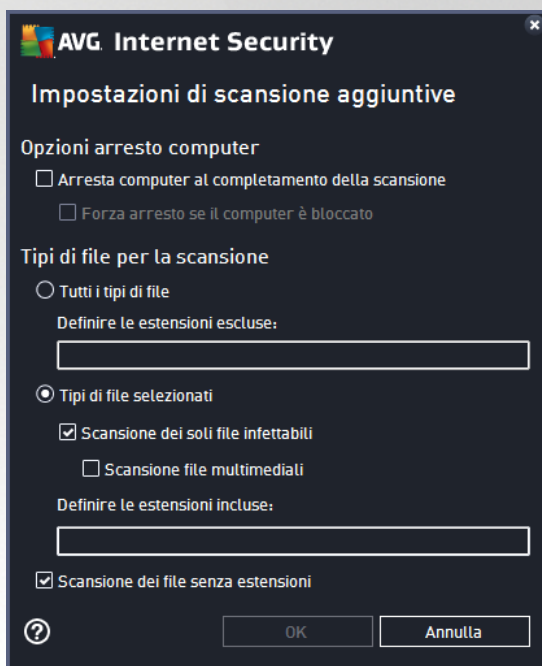 AVG. Internet Security
Impostazioni di scansione aggiuntive
Opzioni arresto computer
Arresta computer al completamento della scansione
Forza arresto se il computer è bloccato
Tipi di file per la scansione
Tutti i tipi di file
Definire le estensioni escluse:
Tipi di file selezionati
Scansione dei soli file infettabili
Scansione file multimediali
Definire le estensioni incluse:
Scansione dei file senza estensioni
? OK Annulla